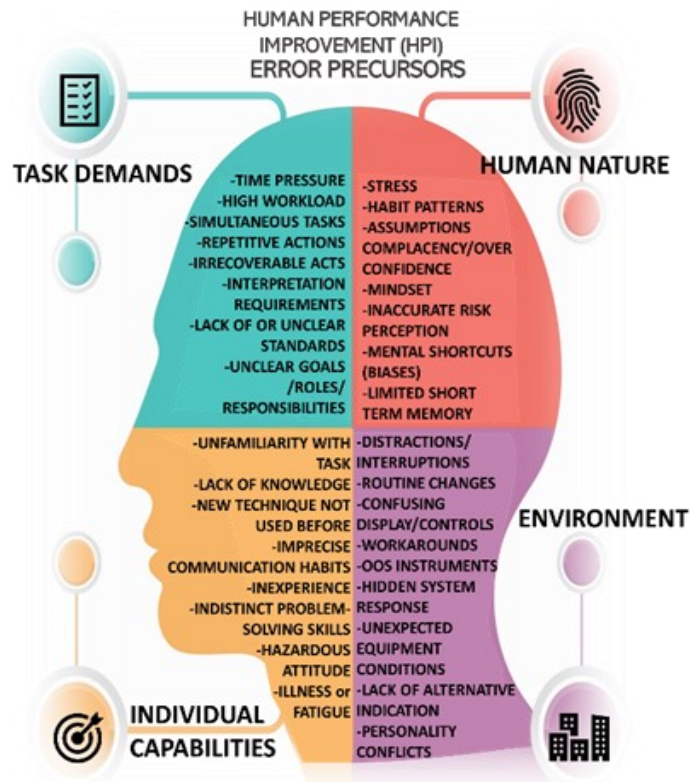 HUMAN PERFORMANCE
IMPROVEMENT (HPI)
ERROR PRECURSORS
TASK DEMANDS
-TIME PRESSURE
-HIGH WORKLOAD
-SIMULTANEOUS TASKS
-REPETITIVE ACTIONS
-IRRECOVERABLE ACTS
-INTERPRETATION
REQUIREMENTS
-LACK OF OR UNCLEAR
STANDARDS
-UNCLEAR GOALS
/ROLES/
RESPONSIBILITIES
HUMAN NATURE
-STRESS
-HABIT PATTERNS
-ASSUMPTIONS
COMPLACENCY/OVER
CONFIDENCE
-MINDSET
-INACCURATE RISK
PERCEPTION
-MENTAL SHORTCUTS
(BIASES)
-LIMITED SHORT
TERM MEMORY
-UNFAMILIARITY WITH
TASK
-LACK OF KNOWLEDGE
-NEW TECHNIQUE NOT
USED BEFORE
-IMPRECISE
COMMUNICATION HABITS
-INEXPERIENCE
-INDISTINCT PROBLEM-
SOLVING SKILLS
-HAZARDOUS
ATTITUDE
-ILLNESS or
FATIGUE
INDIVIDUAL
CAPABILITIES
-DISTRACTIONS/
INTERRUPTIONS
-ROUTINE CHANGES
-CONFUSING
DISPLAY/CONTROLS
-WORKAROUNDS
-OOS INSTRUMENTS
-HIDDEN SYSTEM
RESPONSE
-UNEXPECTED
EQUIPMENT
CONDITIONS
-LACK OF ALTERNATIVE
INDICATION
-PERSONALITY
CONFLICTS
ENVIRONMENT